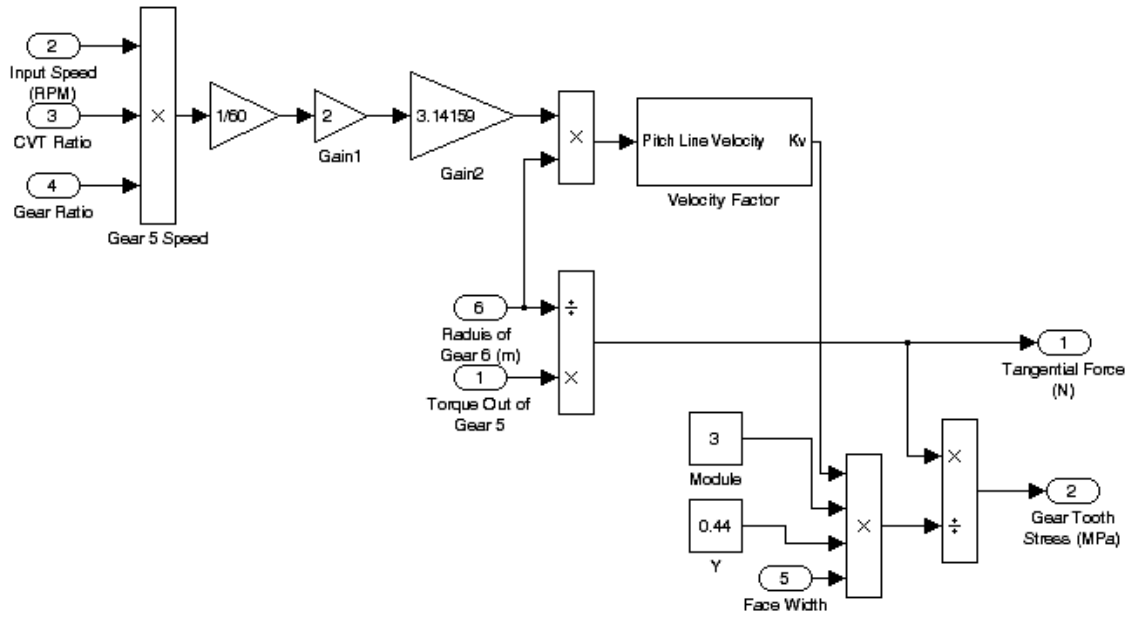 2
Input Speed
(RPM)
3
CVT Ratio
4
Gear Ratio
×
Gear 5 Speed
1/60
2
Gain1
3.14159
Gain2
×
Pitch Line Velocity Kv
Velocity Factor
6
Raduis of
Gear 6 (m)
1
Torque Out of
Gear 5
÷
×
1
Tangential Force
(N)
3
Module
0.44
Y
5
Face Width
×
×
÷
2
Gear Tooth
Stress (MPa)